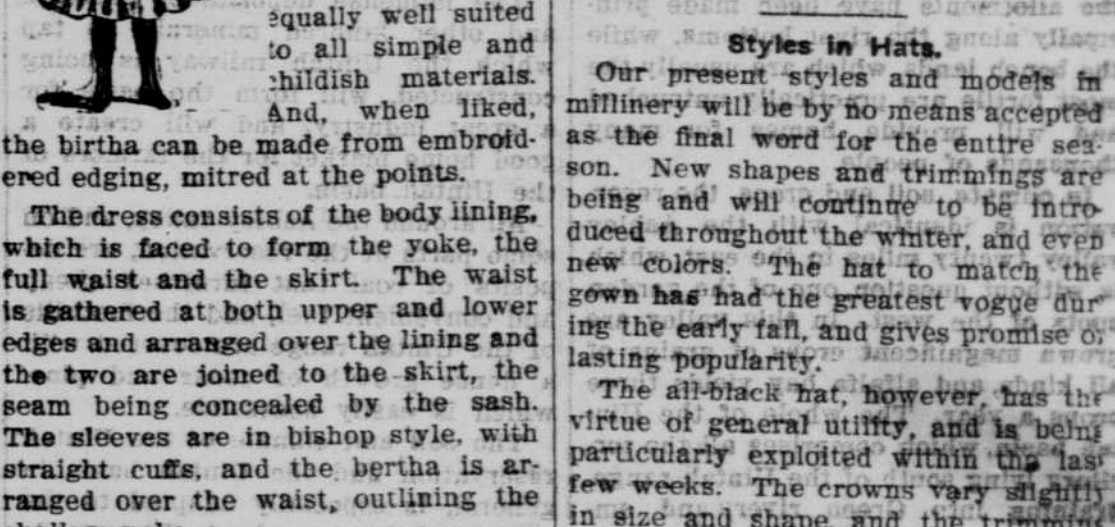 equally well suited
to all simple and
childish materials.
And, when liked,
the birtha can be made from embroid-
ered edging, mitred at the points.
The dress consists of the body lining,
which is faced to form the yoke, the
full waist and the skirt. The waist
is gathered at both upper and lower
edges and arranged over the lining and
the two are joined to the skirt, the
seam being concealed by the sash.
The sleeves are in bishop style, with
straight cuffs, and the bertha is ar-
ranged over the waist, outlining the
Styles in Hats.
Our present styles and models in
millinery will be by no means accepted
as the final word for the entire sea-
son. New shapes and trimmings are
being and will continue to be intro-
duced throughout the winter, and even
new colors. The hat to match the
gown has had the greatest vogue dur
ing the early fall, and gives promise of
lasting popularity.
The all-black hat, however, has the
virtue of general utility, and is being
particularly exploited within the last
few weeks. The crowns vary slightly
in size and shape, and the